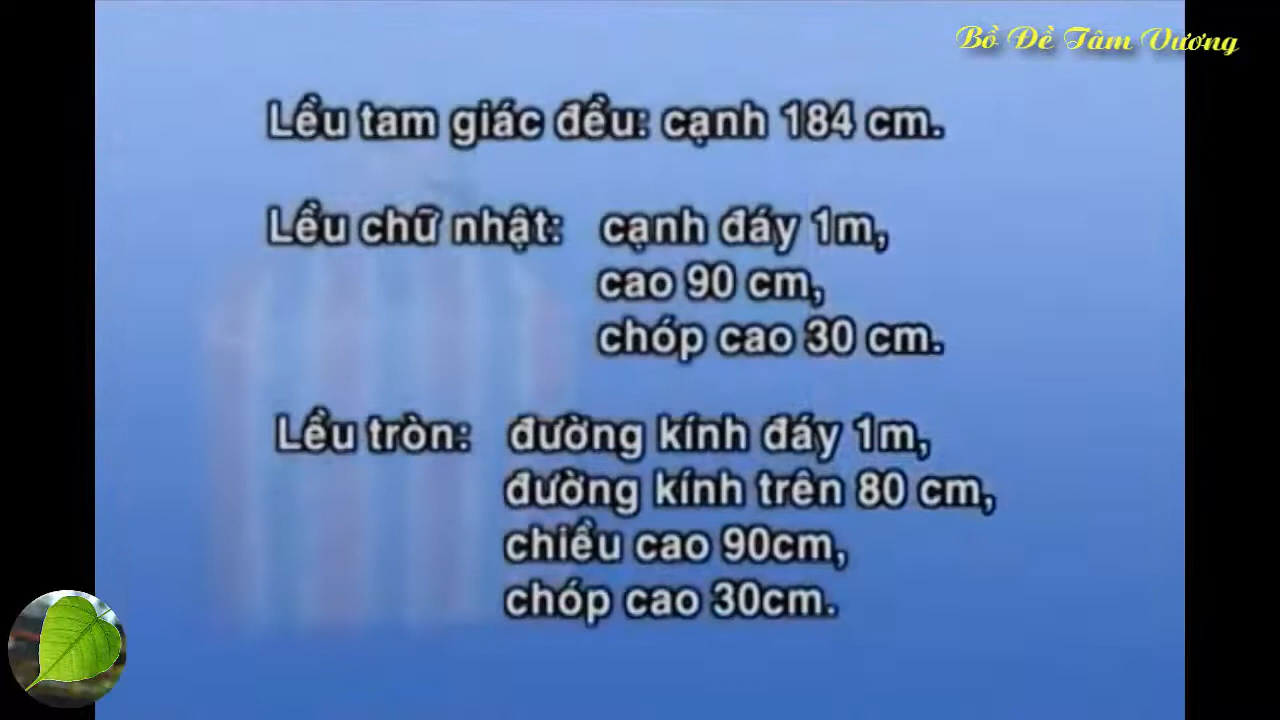 Bồ Đề Tâm Vương
Lều tam giác đều: cạnh 184 cm.
Lều chữ nhật: cạnh đáy 1m,
cao 90 cm,
chóp cao 30 cm.
Lều tròn: đường kính đáy 1m,
đường kính trên 80 cm,
chiều cao 90cm,
chóp cao 30cm.